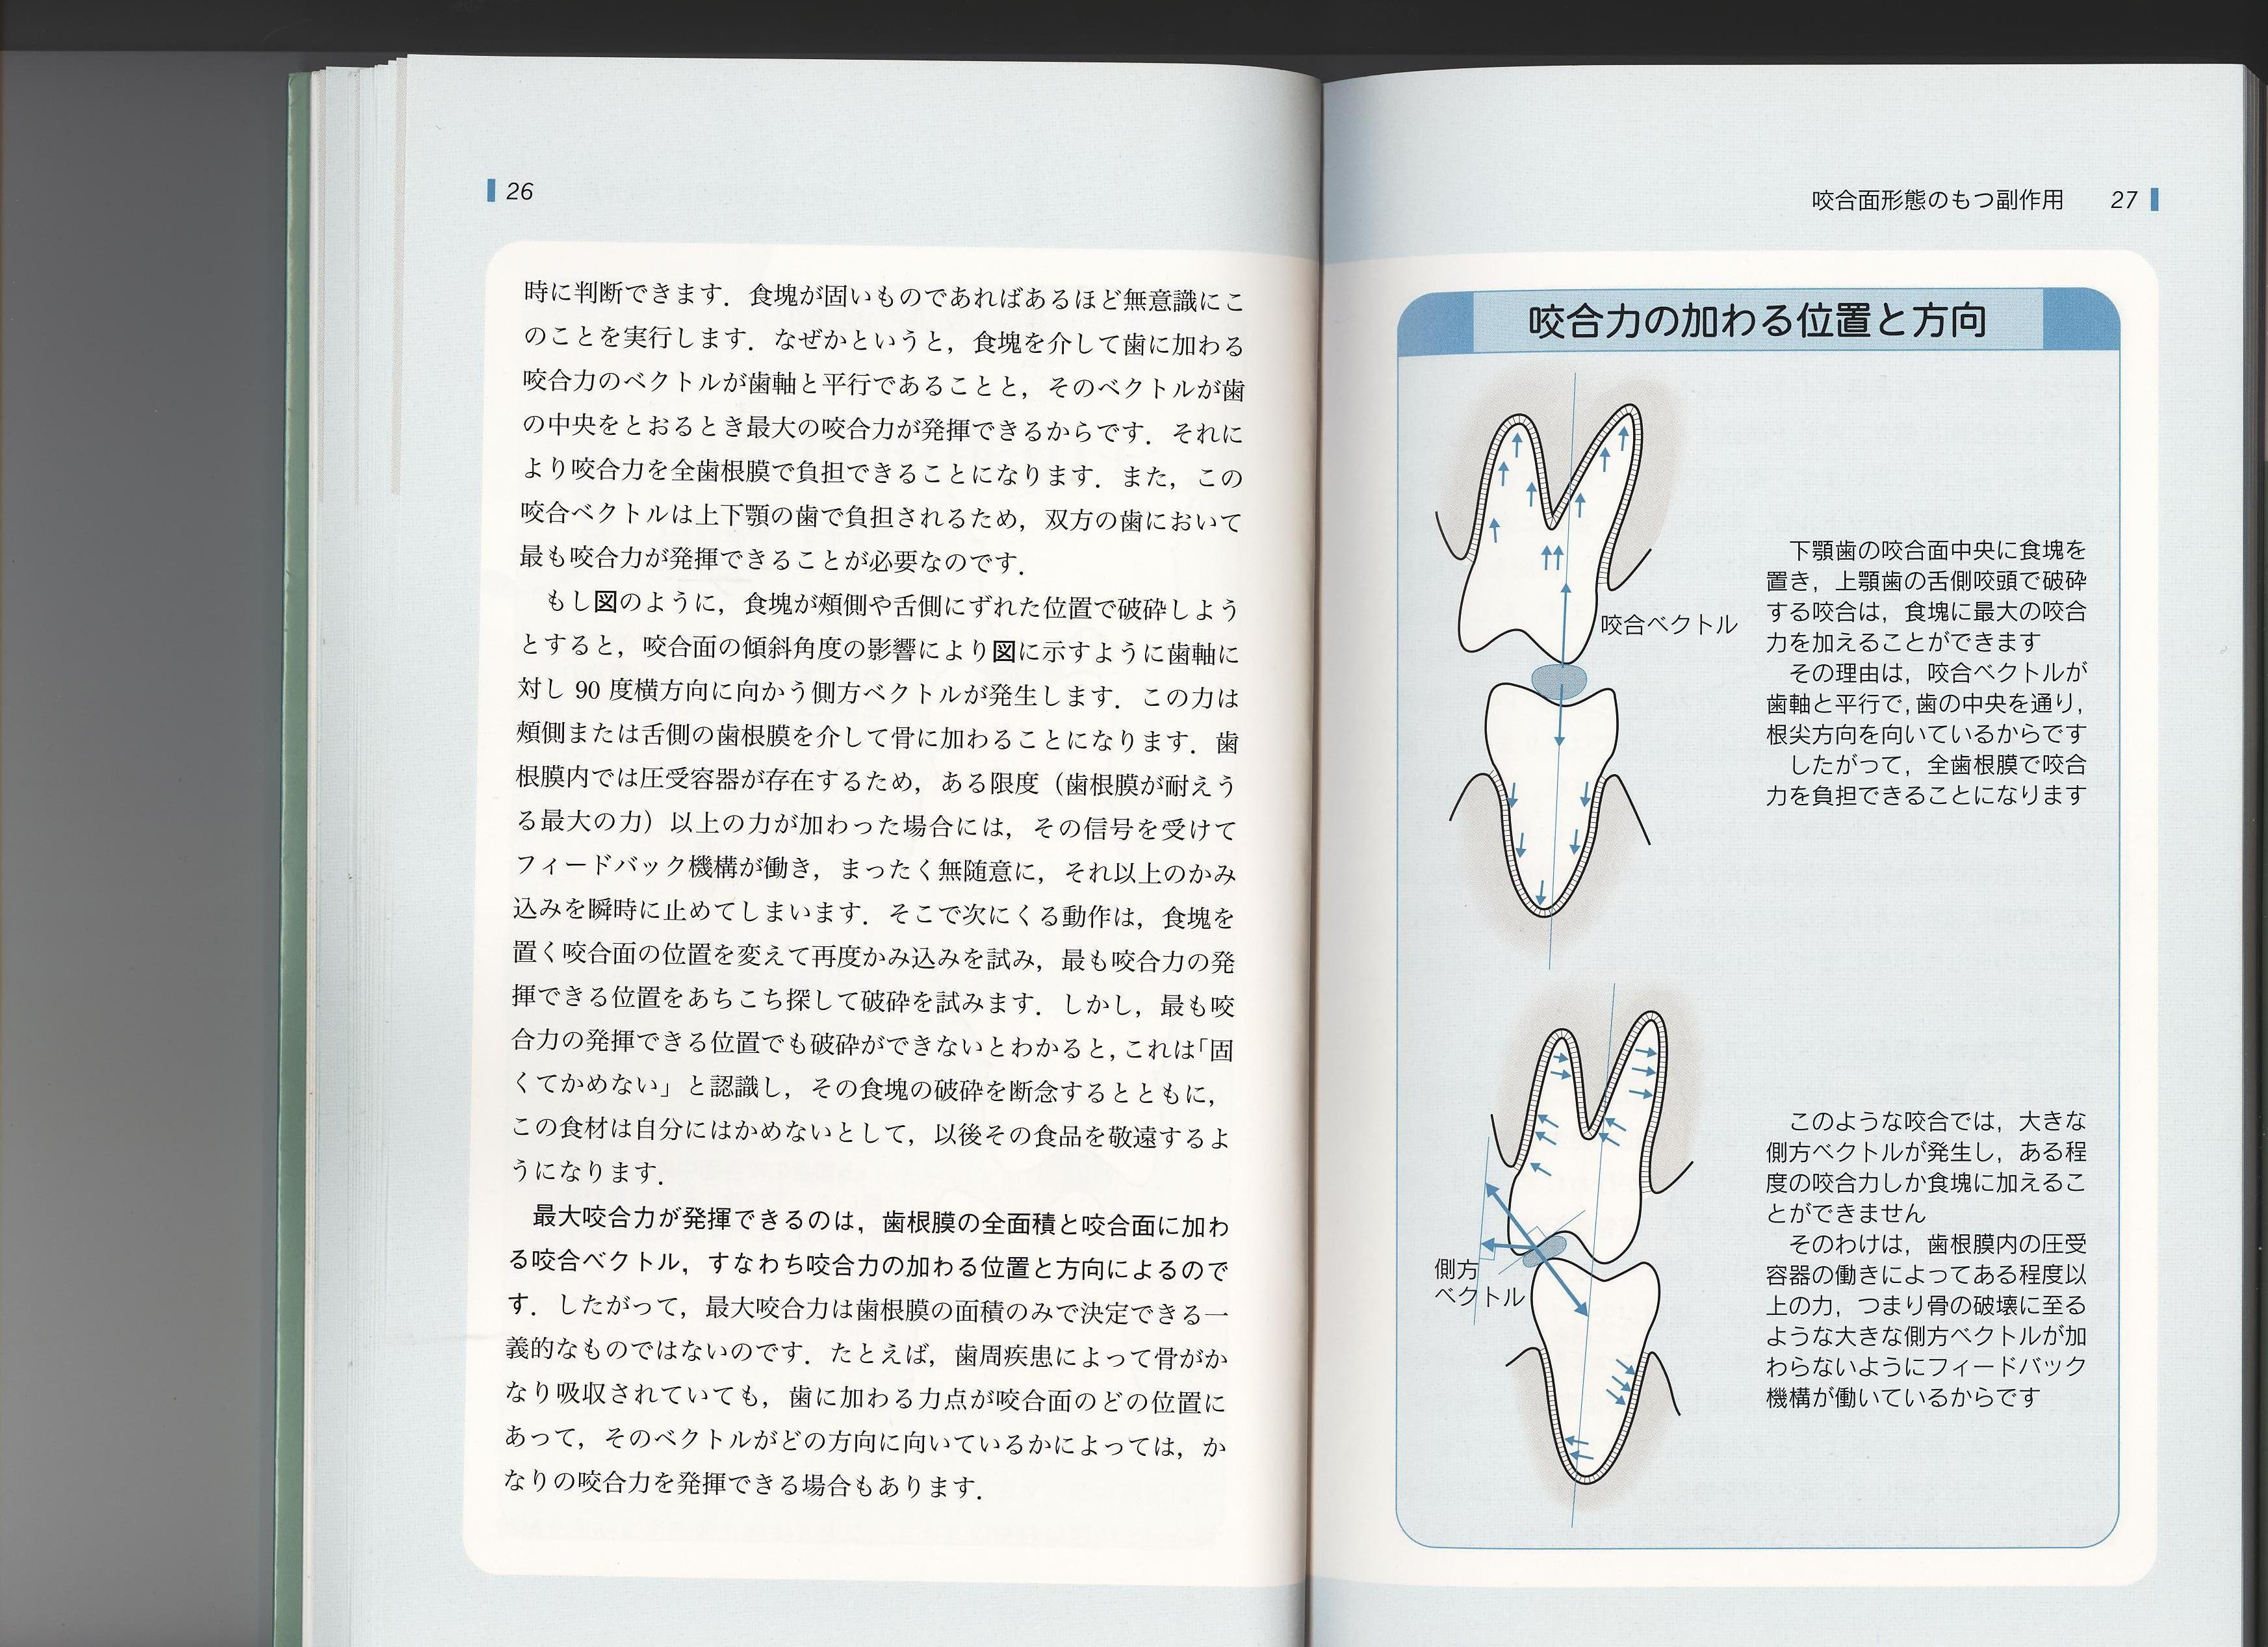 26
時に判断できます．食塊が固いものであればあるほど無意識にこ
のことを実行します．なぜかというと，食塊を介して歯に加わる
咬合力のベクトルが歯軸と平行であることと，そのベクトルが歯
の中央をとおるとき最大の咬合力が発揮できるからです．それに
より咬合力を全歯根膜で負担できることになります．また，この
咬合ベクトルは上下顎の歯で負担されるため，双方の歯において
最も咬合力が発揮できることが必要なのです．
もし図のように，食塊が頰側や舌側にずれた位置で破砕しよう
とすると，咬合面の傾斜角度の影響により図に示すように歯軸に
対し 90 度横方向に向かう側方ベクトルが発生します．この力は
頰側または舌側の歯根膜を介して骨に加わることになります．歯
根膜内では圧受容器が存在するため，ある限度（歯根膜が耐えう
る最大の力）以上の力が加わった場合には，その信号を受けて
フィードバック機構が働き，まったく無随意に，それ以上のかみ
込みを瞬時に止めてしまいます．そこで次にくる動作は，食塊を
置く咬合面の位置を変えて再度かみ込みを試み，最も咬合力の発
揮できる位置をあちこち探して破砕を試みます．しかし，最も咬
合力の発揮できる位置でも破砕ができないとわかると，これは「固
くてかめない」と認識し，その食塊の破砕を断念するとともに，
この食材は自分にはかめないとして，以後その食品を敬遠するよ
うになります．
最大咬合力が発揮できるのは，歯根膜の全面積と咬合面に加わ
る咬合ベクトル，すなわち咬合力の加わる位置と方向によるので
す．したがって，最大咬合力は歯根膜の面積のみで決定できる一
義的なものではないのです．たとえば，歯周疾患によって骨がか
なり吸収されていても，歯に加わる力点が咬合面のどの位置に
あって，そのベクトルがどの方向に向いているかによっては，か
なりの咬合力を発揮できる場合もあります．
咬合面形態のもつ副作用 27
咬合力の加わる位置と方向
咬合ベクトル
下顎歯の咬合面中央に食塊を
置き，上顎歯の舌側咬頭で破砕
する咬合は，食塊に最大の咬合
力を加えることができます
その理由は，咬合ベクトルが
歯軸と平行で，歯の中央を通り，
根尖方向を向いているからです
したがって，全歯根膜で咬合
力を負担できることになります
側方
ベクトル
このような咬合では，大きな
側方ベクトルが発生し，ある程
度の咬合力しか食塊に加えるこ
とができません
そのわけは，歯根膜内の圧受
容器の働きによってある程度以
上の力，つまり骨の破壊に至る
ような大きな側方ベクトルが加
わらないようにフィードバック
機構が働いているからです